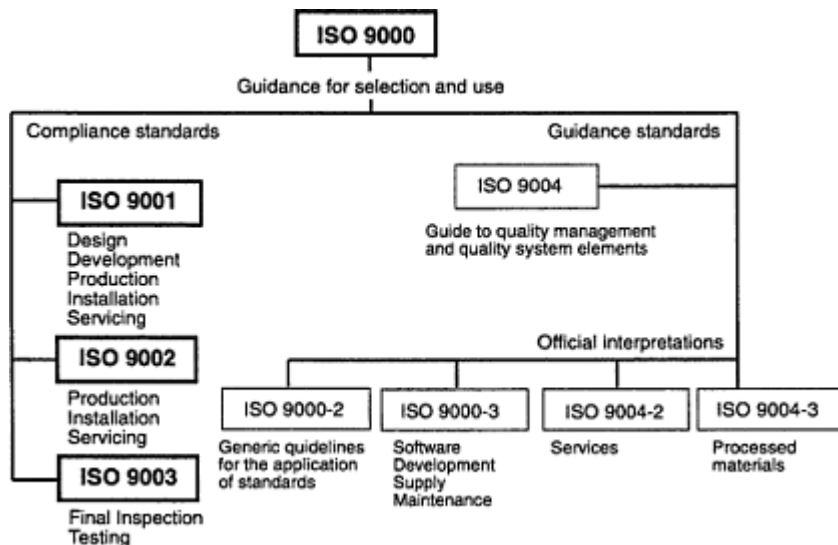 ISO 9000
Guidance for selection and use
Compliance standards
Guidance standards
ISO 9001
Design
Development
Production
Installation
Servicing
ISO 9002
Production
Installation
Servicing
ISO 9003
Final Inspection
Testing
ISO 9004
Guide to quality management
and quality system elements
Official interpretations
ISO 9000-2
Generic quidelines
for the application
of standards
ISO 9000-3
Software
Development
Supply
Maintenance
ISO 9004-2
Services
ISO 9004-3
Processed
materials